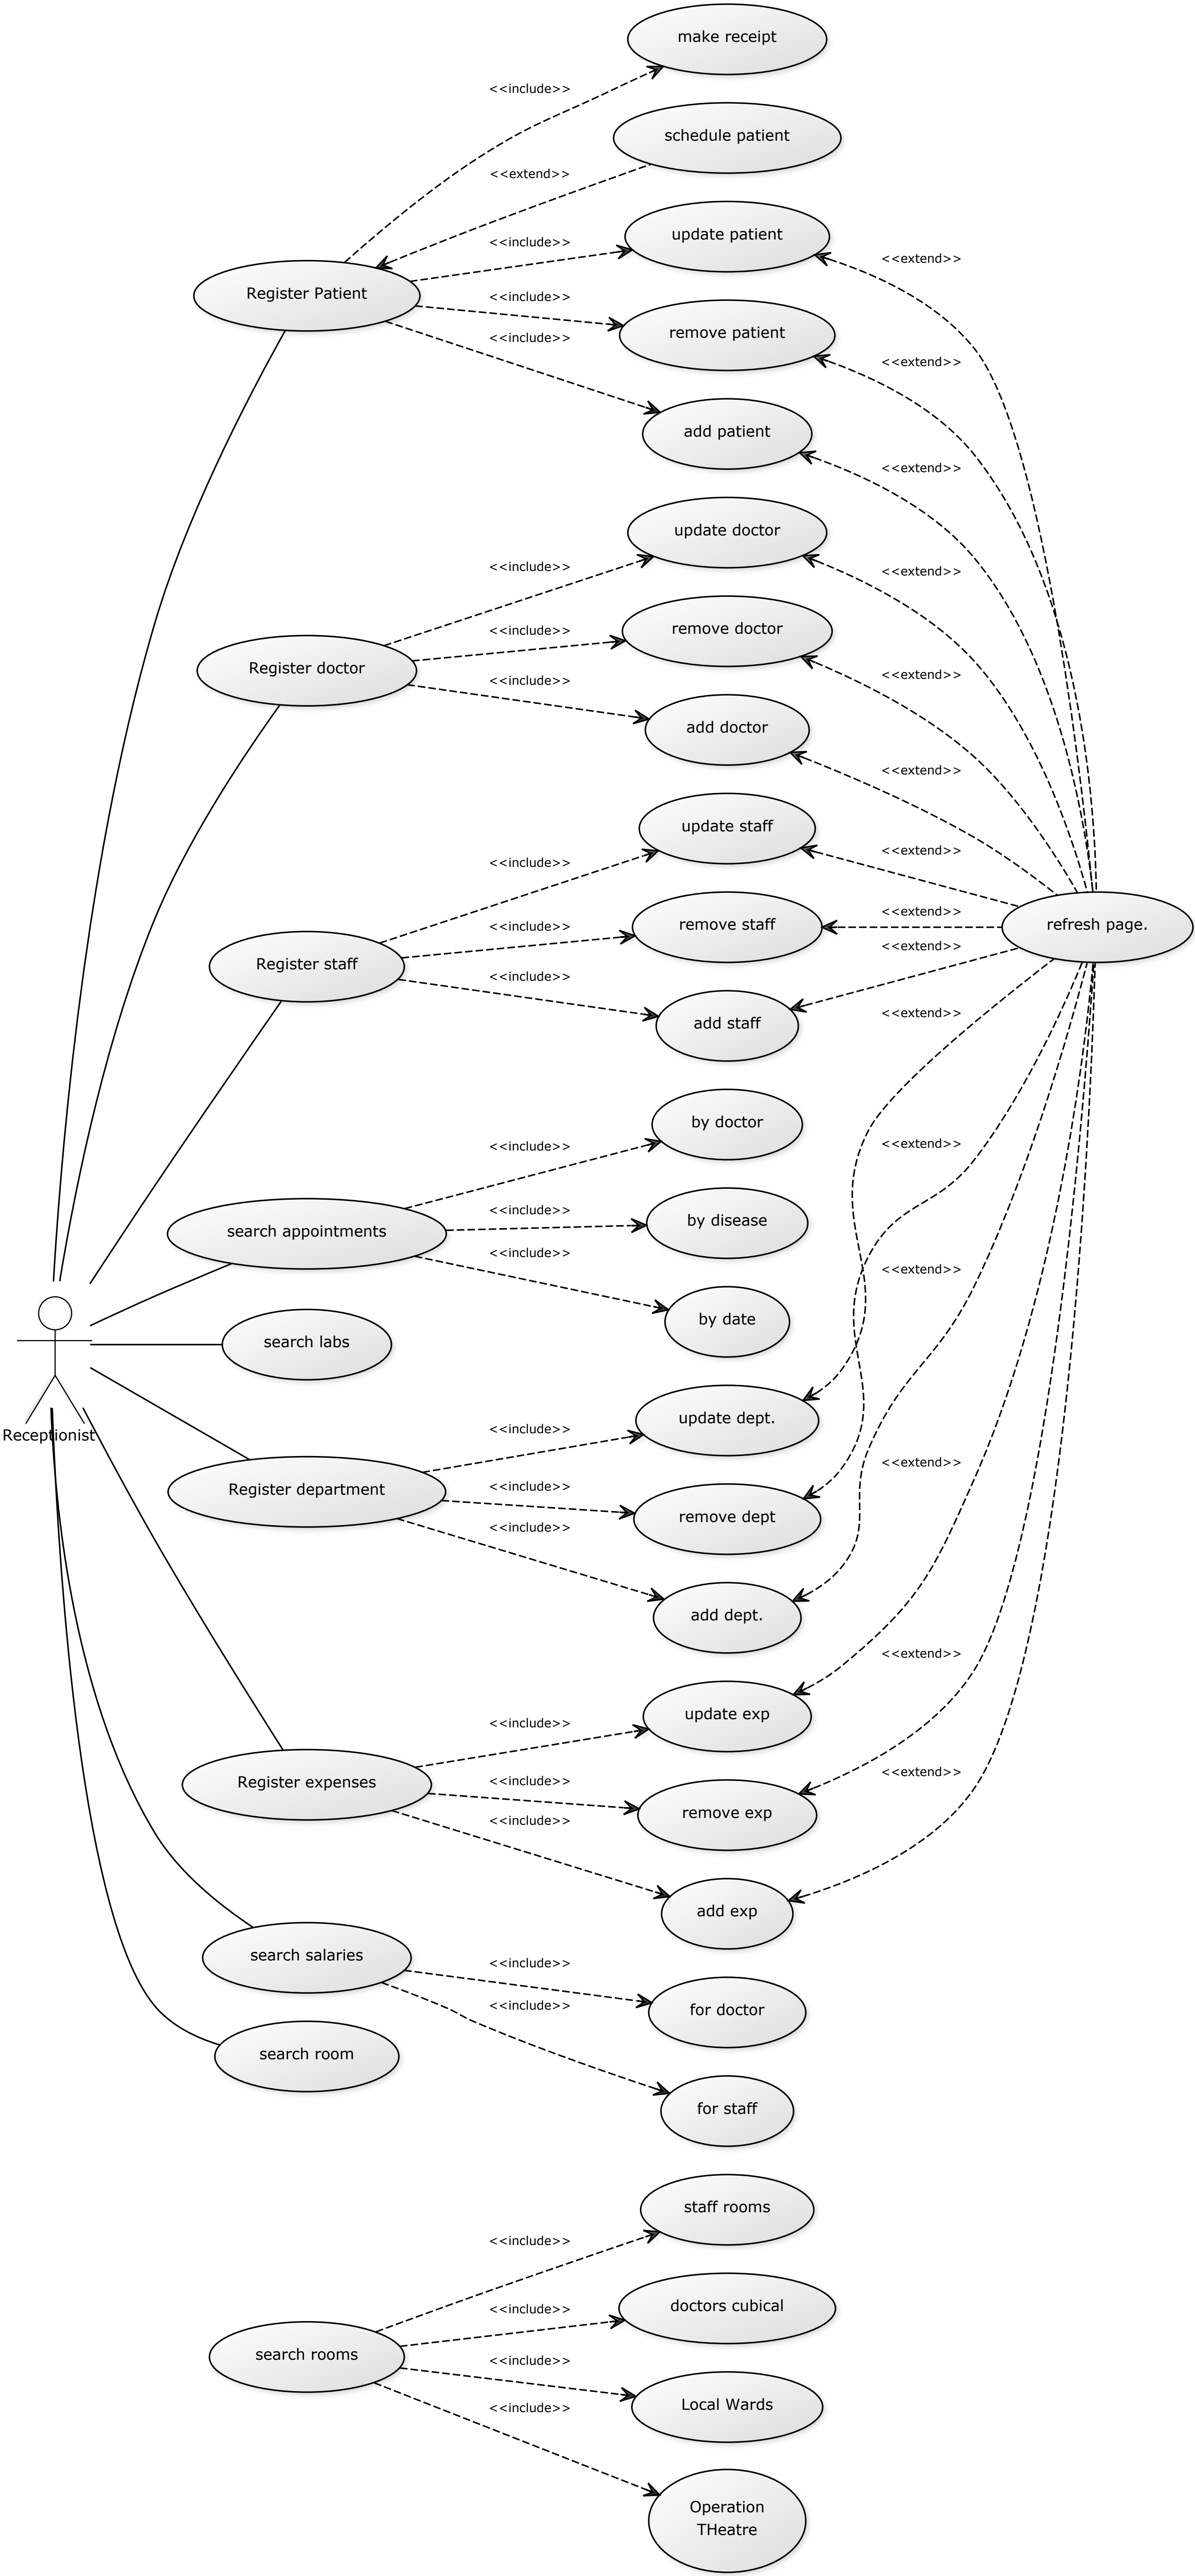 make receipt
<<include>>
schedule patient
<<extend>>
update patient
<<include>>
<<extend>>
Register Patient
<<include>>
remove patient
<<include>>
<<extend>>
add patient
<<extend>>
update doctor
<<include>>
<<extend>>
remove doctor
<<include>>
Register doctor
<<extend>>
<<include>>
add doctor
<<extend>>
update staff
<<extend>>
<<include>>
<<extend>>
remove staff
refresh page.
<<include>>
<<extend>>
Register staff
<<include>>
<<extend>>
add staff
by doctor
<<extend>>
<<include>>
<<include>>
by disease
search appointments
<<include>>
<<extend>>
by date
search labs
update dept.
<<include>>
Receptionist
<<extend>>
<<include>>
Register department
remove dept
<<include>>
add dept.
<<extend>>
update exp
<<include>>
<<extend>>
<<include>>
Register expenses
remove exp
<<include>>
add exp
search salaries
<<include>>
<<include>>
for doctor
search room
for staff
staff rooms
<<include>>
doctors cubical
<<include>>
search rooms
<<include>>
Local Wards
<<include>>
Operation
THeatre